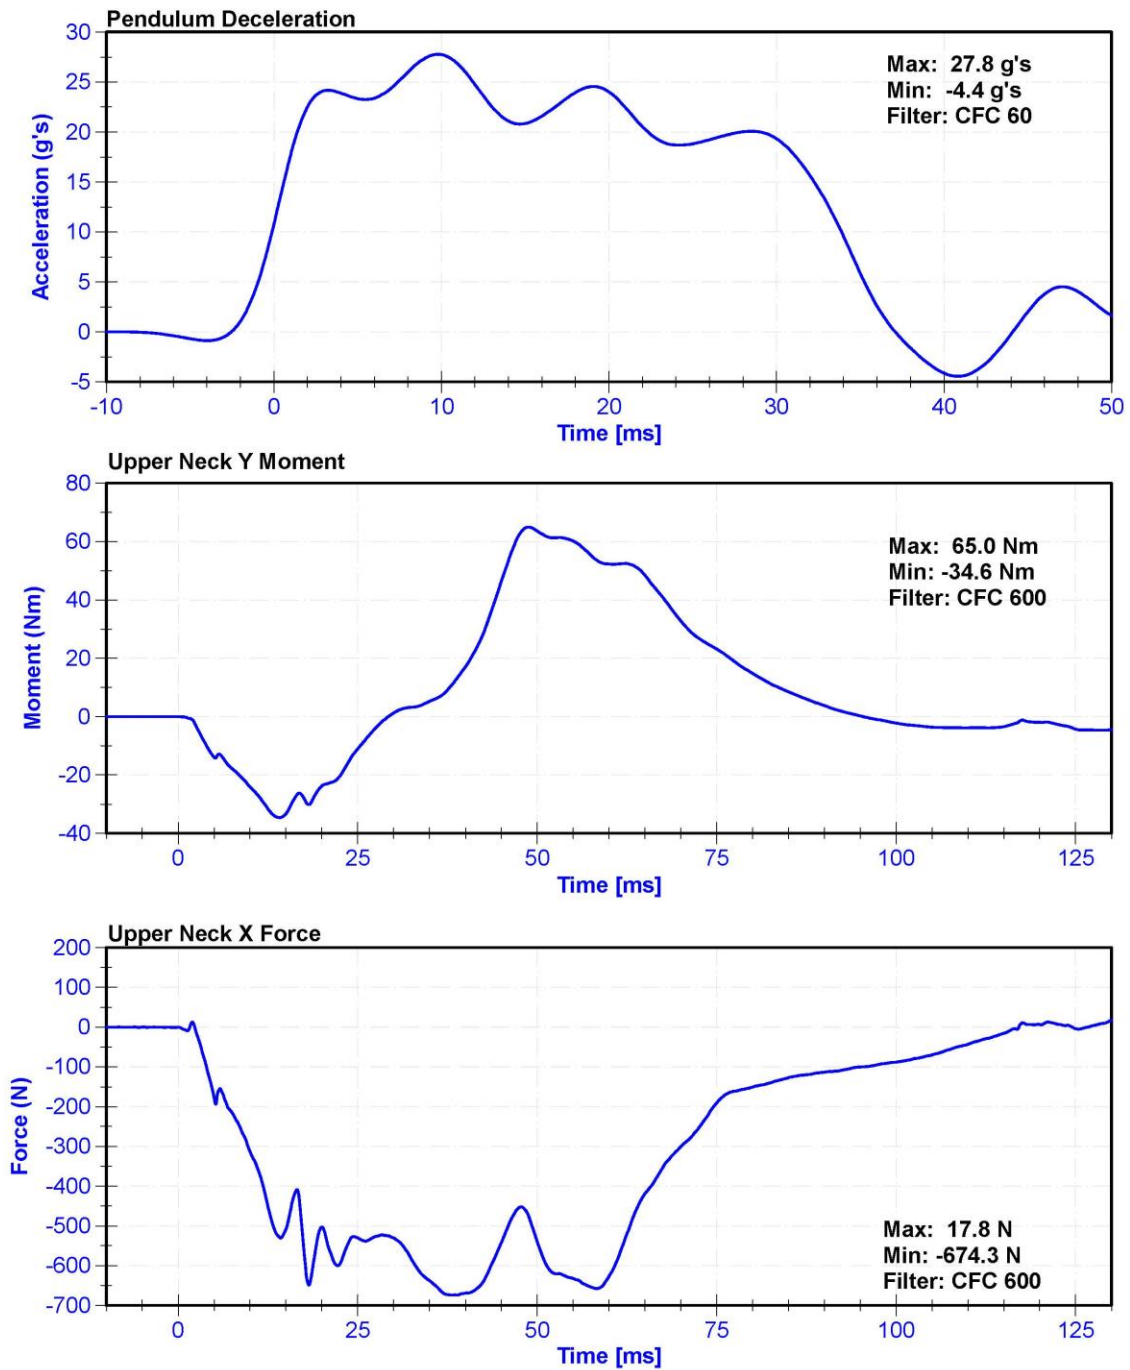 Pendulum Deceleration
30
25
20
15
10
5
0
-5
Acceleration (g's)
Max: 27.8 g's
Min: -4.4 g's
Filter: CFC 60
-10 0 10 20 30 40 50
Time [ms]
Upper Neck Y Moment
80
60
40
20
0
-20
-40
Moment (Nm)
Max: 65.0 Nm
Min: -34.6 Nm
Filter: CFC 600
0 25 50 75 100 125
Time [ms]
Upper Neck X Force
200
100
0
-100
-200
-300
-400
-500
-600
-700
Force (N)
Max: 17.8 N
Min: -674.3 N
Filter: CFC 600
0 25 50 75 100 125
Time [ms]